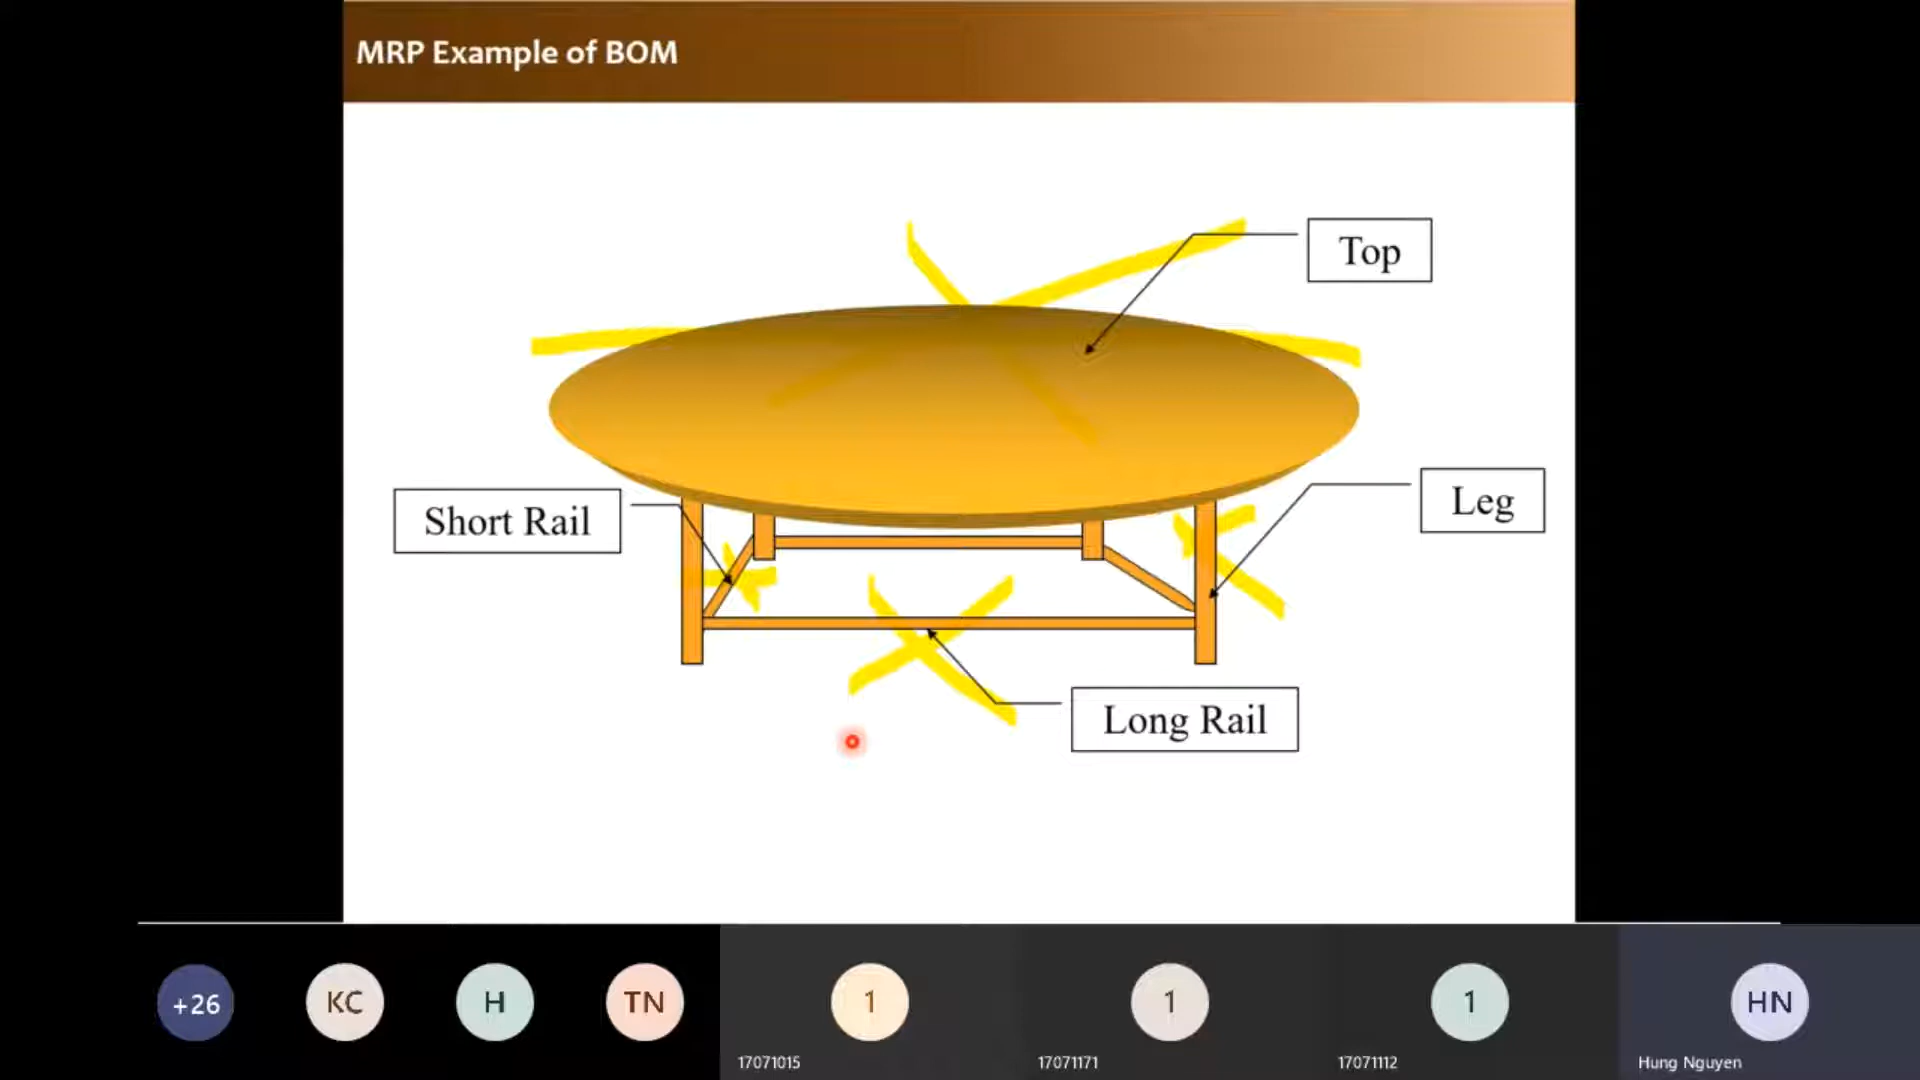 MRP Example of BOM
Top
Short Rail
Leg
Long Rail
+26
KC
H
TN
1
1
1
HN
17071015
17071171
17071112
Hung Nguyen